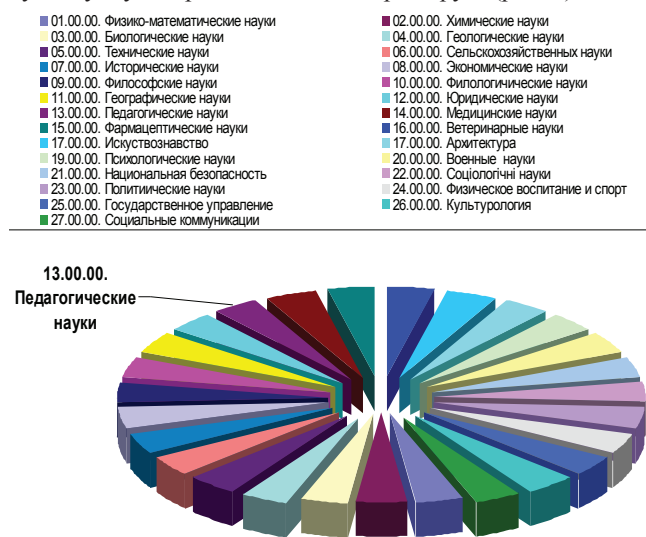 01.00.00. Физико-математические науки
02.00.00. Химические науки
03.00.00. Биологические науки
04.00.00. Геологические науки
05.00.00. Технические науки
06.00.00. Сельскохозяйственных науки
07.00.00. Исторические науки
08.00.00. Экономические науки
09.00.00. Философские науки
10.00.00. Филологичические науки
11.00.00. Географические науки
12.00.00. Юридические науки
13.00.00. Педагогические науки
14.00.00. Медицинские науки
15.00.00. Фармацептические науки
16.00.00. Ветеринарные науки
17.00.00. Искуствознавство
17.00.00. Архитектура
19.00.00. Психологические науки
20.00.00. Военные науки
21.00.00. Национальная безопасность
22.00.00. Соціологічні науки
23.00.00. Политиические науки
24.00.00. Физическое воспитание и спорт
25.00.00. Государственное управление
26.00.00. Культурология
27.00.00. Социальные коммуникации
13.00.00.
Педагогические
науки